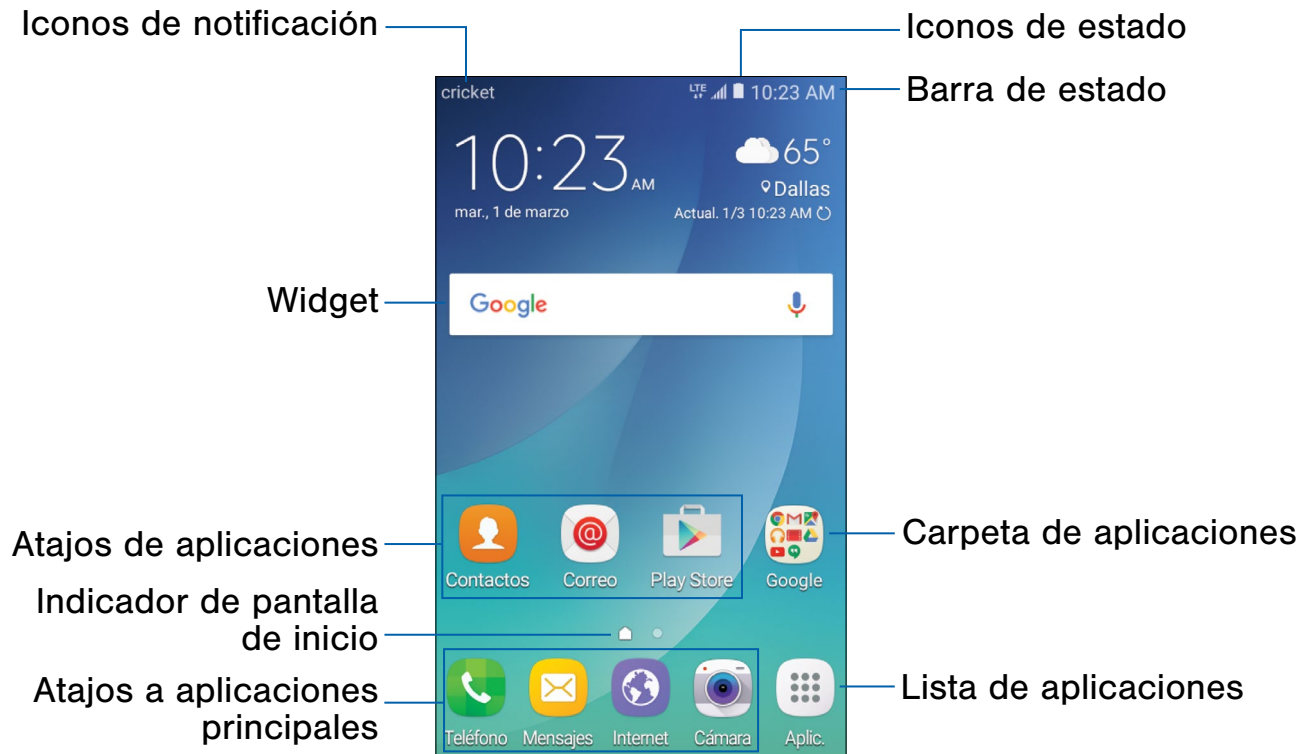 Iconos de notificación
Iconos de estado
Barra de estado
cricket
LTE 10:23 AM
10:23 AM
65°
Dallas
mar., 1 de marzo
Actual. 1/3 10:23 AM
Widget
Google
Atajos de aplicaciones
Carpeta de aplicaciones
@
Contactos
Correo
Play Store
Google
Indicador de pantalla
de inicio
Atajos a aplicaciones
principales
Lista de aplicaciones
Teléfono
Mensajes
Internet
Cámara
Aplic.